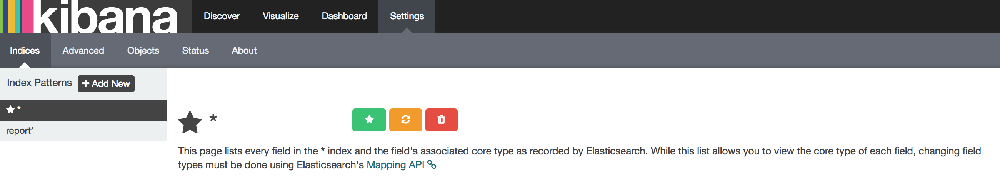 kibana
Discover Visualize Dashboard Settings
Indices Advanced Objects Status About
Index Patterns Add New
*
report*
*
This page lists every field in the * index and the field's associated core type as recorded by Elasticsearch. While this list allows you to view the core type of each field, changing field
types must be done using Elasticsearch's Mapping API